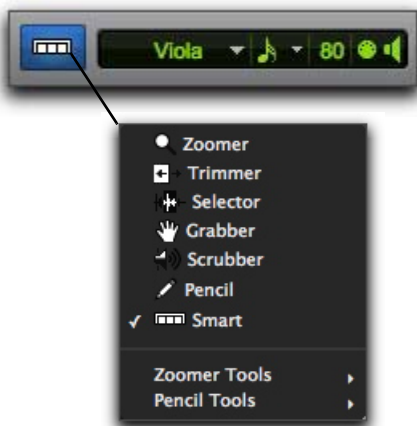 Viola 80
Zoomer
Trimmer
Selector
Grabber
Scrubber
Pencil
✓ Smart
Zoomer Tools
Pencil Tools